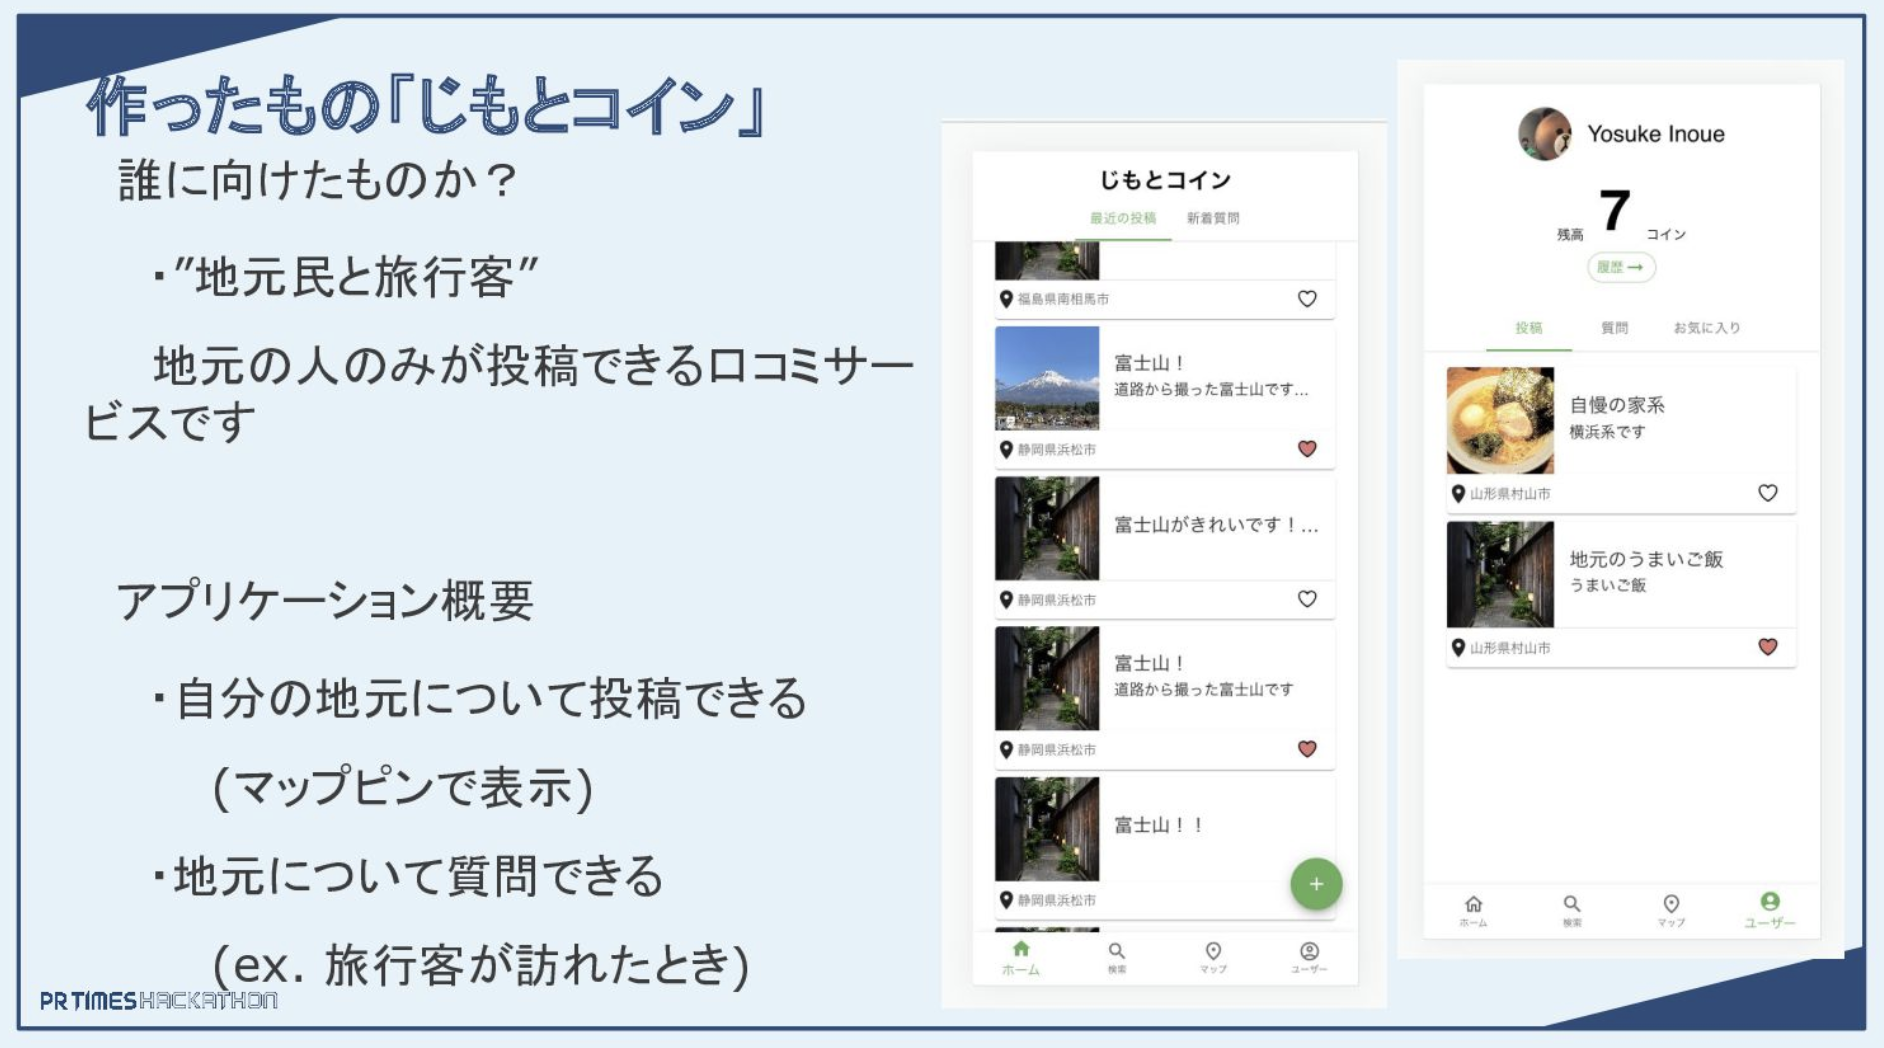 作ったもの「じもとコイン」
誰に向けたものか？
・”地元民と旅行客”
地元の人のみが投稿できる口コミサー
ビスです
アプリケーション概要
・自分の地元について投稿できる
(マップピンで表示)
・地元について質問できる
(ex. 旅行客が訪れたとき)
PR TIMES HACKATHON
じもとコイン
最近の投稿 新着質問
福島県南相馬市
富士山！
道路から撮った富士山です...
静岡県浜松市
富士山がきれいです！...
静岡県浜松市
富士山！
道路から撮った富士山です
静岡県浜松市
富士山！！
静岡県浜松市
+
ホーム 検索 マップ ユーザー
Yosuke Inoue
残高 7 コイン
履歴→
投稿 質問 お気に入り
自慢の家系
横浜系です
山形県村山市
地元のうまいご飯
うまいご飯
山形県村山市
ホーム 検索 マップ ユーザー